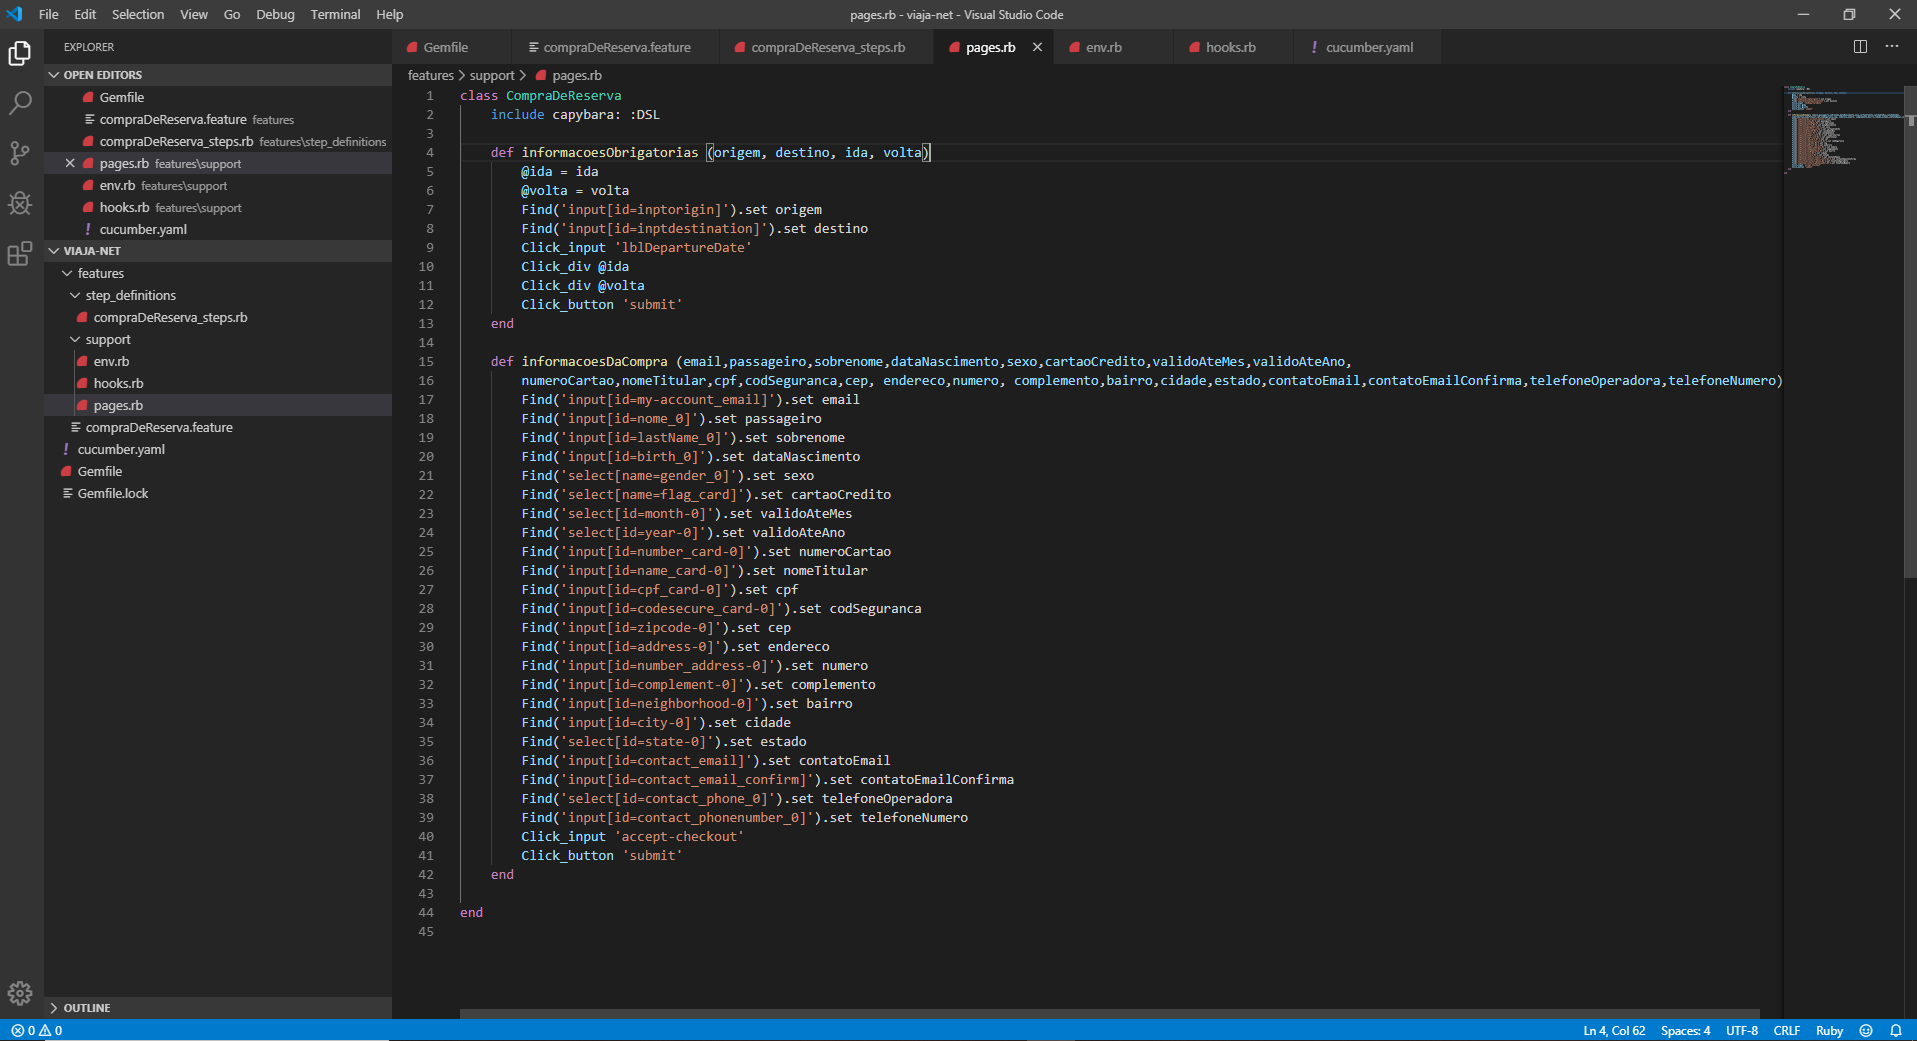 File Edit Selection View Go Debug Terminal Help
pages.rb - viaja-net - Visual Studio Code
EXPLORER
OPEN EDITORS
Gemfile
compraDeReserva.feature features
compraDeReserva_steps.rb features\step_definitions
pages.rb features\support
env.rb features\support
hooks.rb features\support
! cucumber.yaml
VIAJA-NET
features
step_definitions
compraDeReserva_steps.rb
support
env.rb
hooks.rb
pages.rb
compraDeReserva.feature
! cucumber.yaml
Gemfile
Gemfile.lock
OUTLINE
Gemfile compraDeReserva.feature compraDeReserva_steps.rb pages.rb env.rb hooks.rb ! cucumber.yaml
features > support > pages.rb
1 class CompraDeReserva
2 include capybara: :DSL
3
4 def informacoesObrigatorias (origem, destino, ida, volta)
5 @ida = ida
6 @volta = volta
7 Find('input[id=inptorigin]').set origem
8 Find('input[id=inptdestination]').set destino
9 Click_input 'lblDepartureDate'
10 Click_div @ida
11 Click_div @volta
12 Click_button 'submit'
13 end
14
15 def informacoesDaCompra (email,passageiro,sobrenome,dataNascimento,sexo,cartaoCredito,validoAteMes,validoAteAno,
16 numeroCartao,nomeTitular,cpf,codSeguranca,cep, endereco,numero, complemento,bairro,cidade,estado,contatoEmail,contatoEmailConfirma,telefoneOperadora,telefoneNumero)
17 Find('input[id=my-account_email]').set email
18 Find('input[id=nome_0]').set passageiro
19 Find('input[id=lastName_0]').set sobrenome
20 Find('input[id=birth_0]').set dataNascimento
21 Find('select[name=gender_0]').set sexo
22 Find('select[name=flag_card]').set cartaoCredito
23 Find('select[id=month-0]').set validoAteMes
24 Find('select[id=year-0]').set validoAteAno
25 Find('input[id=number_card-0]').set numeroCartao
26 Find('input[id=name_card-0]').set nomeTitular
27 Find('input[id=cpf_card-0]').set cpf
28 Find('input[id=codesecure_card-0]').set codSeguranca
29 Find('input[id=zipcode-0]').set cep
30 Find('input[id=address-0]').set endereco
31 Find('input[id=number_address-0]').set numero
32 Find('input[id=complement-0]').set complemento
33 Find('input[id=neighborhood-0]').set bairro
34 Find('input[id=city-0]').set cidade
35 Find('select[id=state-0]').set estado
36 Find('input[id=contact_email]').set contatoEmail
37 Find('input[id=contact_email_confirm]').set contatoEmailConfirma
38 Find('select[id=contact_phone_0]').set telefoneOperadora
39 Find('input[id=contact_phonenumber_0]').set telefoneNumero
40 Click_input 'accept-checkout'
41 Click_button 'submit'
42 end
43
44 end
45
0 0
Ln 4, Col 62 Spaces: 4 UTF-8 CRLF Ruby